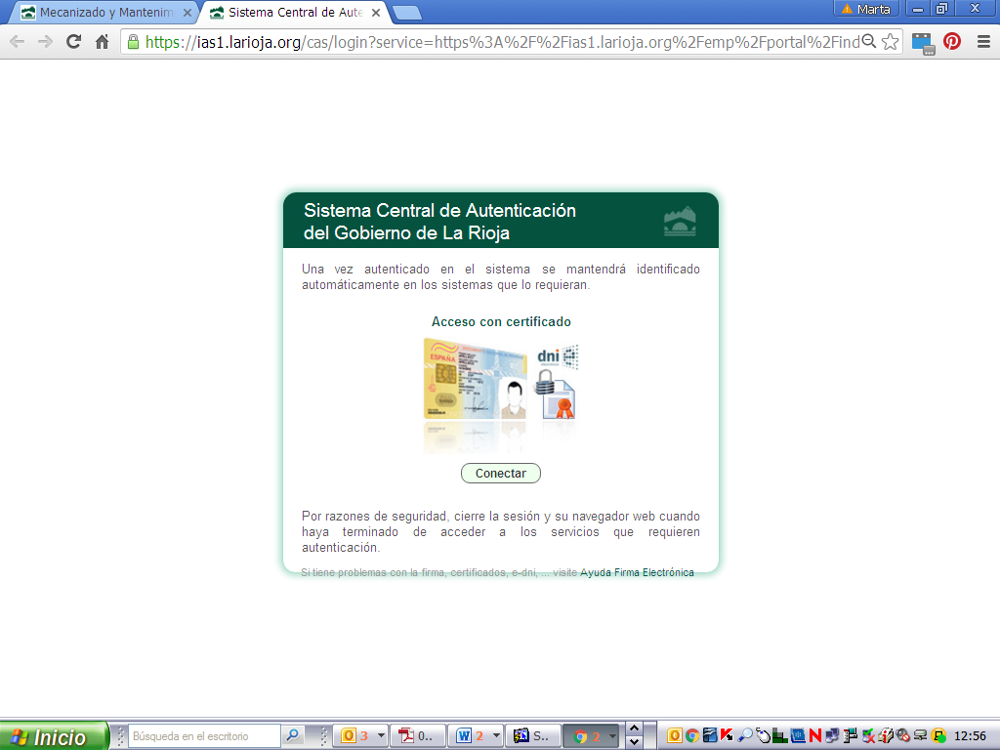 Mecanizado y Mantenim
Sistema Central de Aute
Marta
https://ias1.larioja.org/cas/login?service=https%3A%2F%2Fias1.larioja.org%2Femp%2Fportal%2Find
Sistema Central de Autenticación
del Gobierno de La Rioja
Una vez autenticado en el sistema se mantendrá identificado
automáticamente en los sistemas que lo requieran.
Acceso con certificado
ESPAÑA
dni e
Conectar
Por razones de seguridad, cierre la sesión y su navegador web cuando
haya terminado de acceder a los servicios que requieren
autenticación.
Si tiene problemas con la firma, certificados, e-dni, ... visite Ayuda Firma Electrónica
Inicio
Búsqueda en el escritorio
3
0..
2
S..
2
12:56